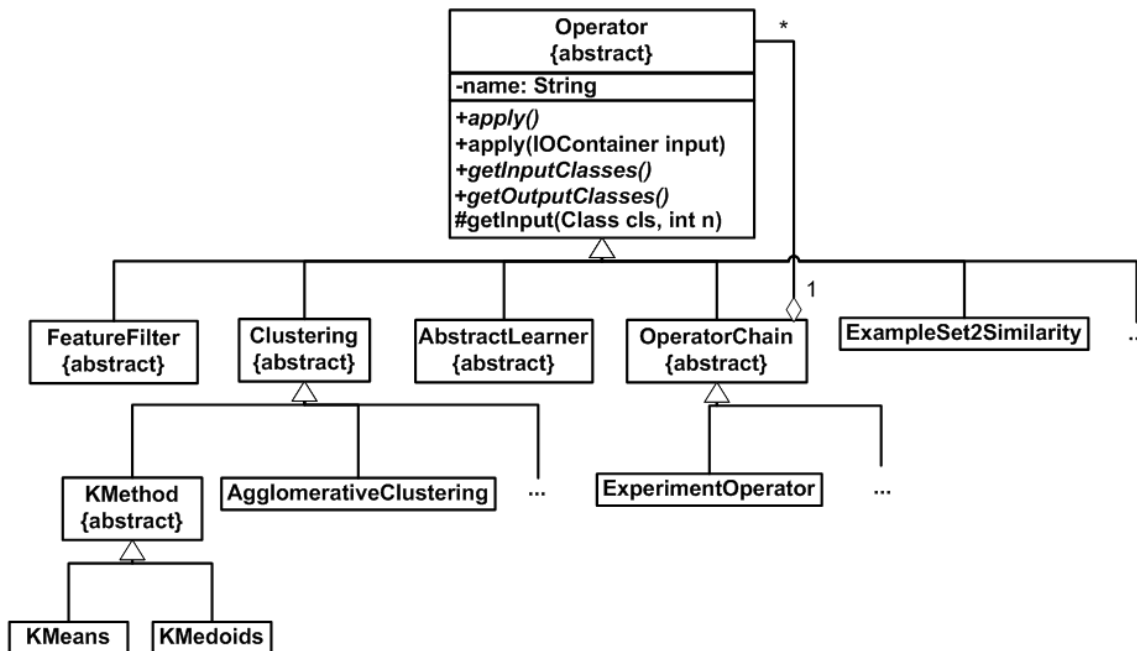 Operator
{abstract}
*
-name: String
+apply()
+apply(IOContainer input)
+getInputClasses()
+getOutputClasses()
#getInput(Class cls, int n)
1
FeatureFilter
{abstract}
Clustering
{abstract}
AbstractLearner
{abstract}
OperatorChain
{abstract}
ExampleSet2Similarity
...
KMethod
{abstract}
AgglomerativeClustering
...
ExperimentOperator
...
KMeans
KMedoids